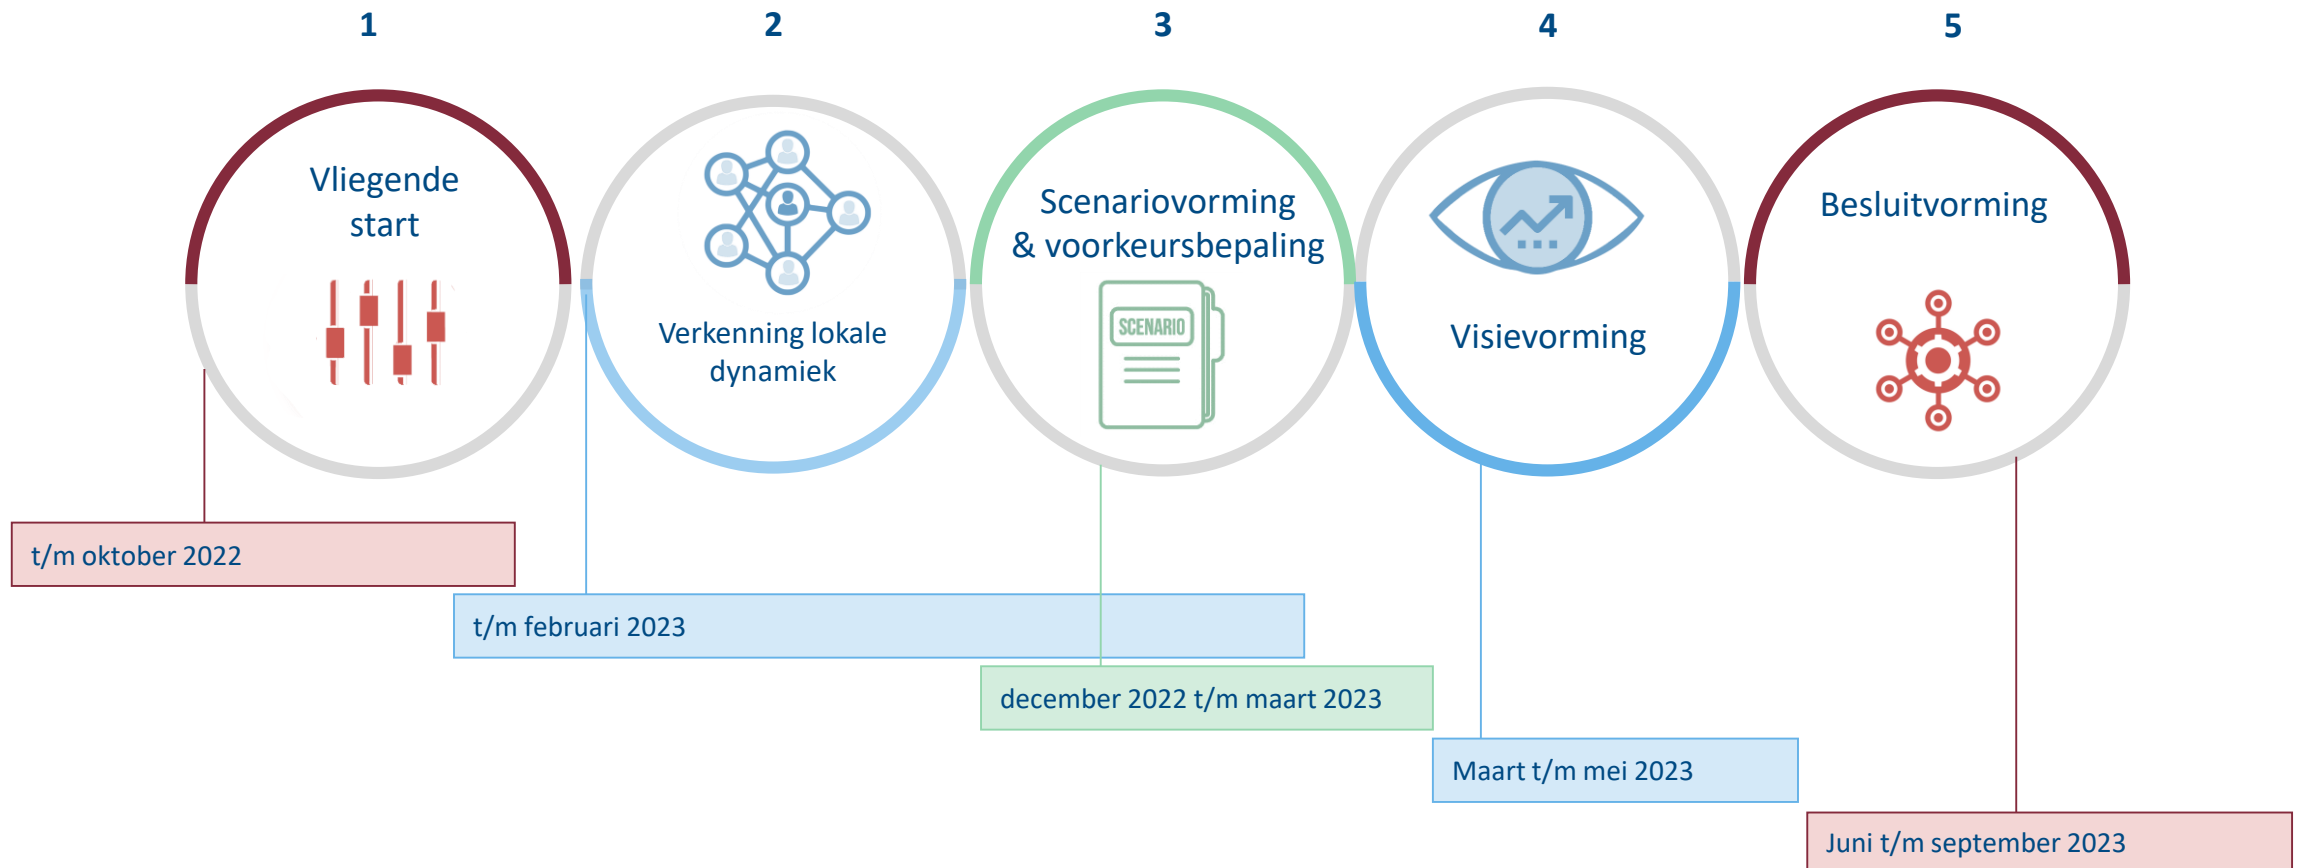 1
2
3
4
5
Vliegende
start
Verkenning lokale
dynamiek
Scenariovorming
& voorkeursbepaling
SCENARIO
Visievorming
Besluitvorming
t/m oktober 2022
t/m februari 2023
december 2022 t/m maart 2023
Maart t/m mei 2023
Juni t/m september 2023